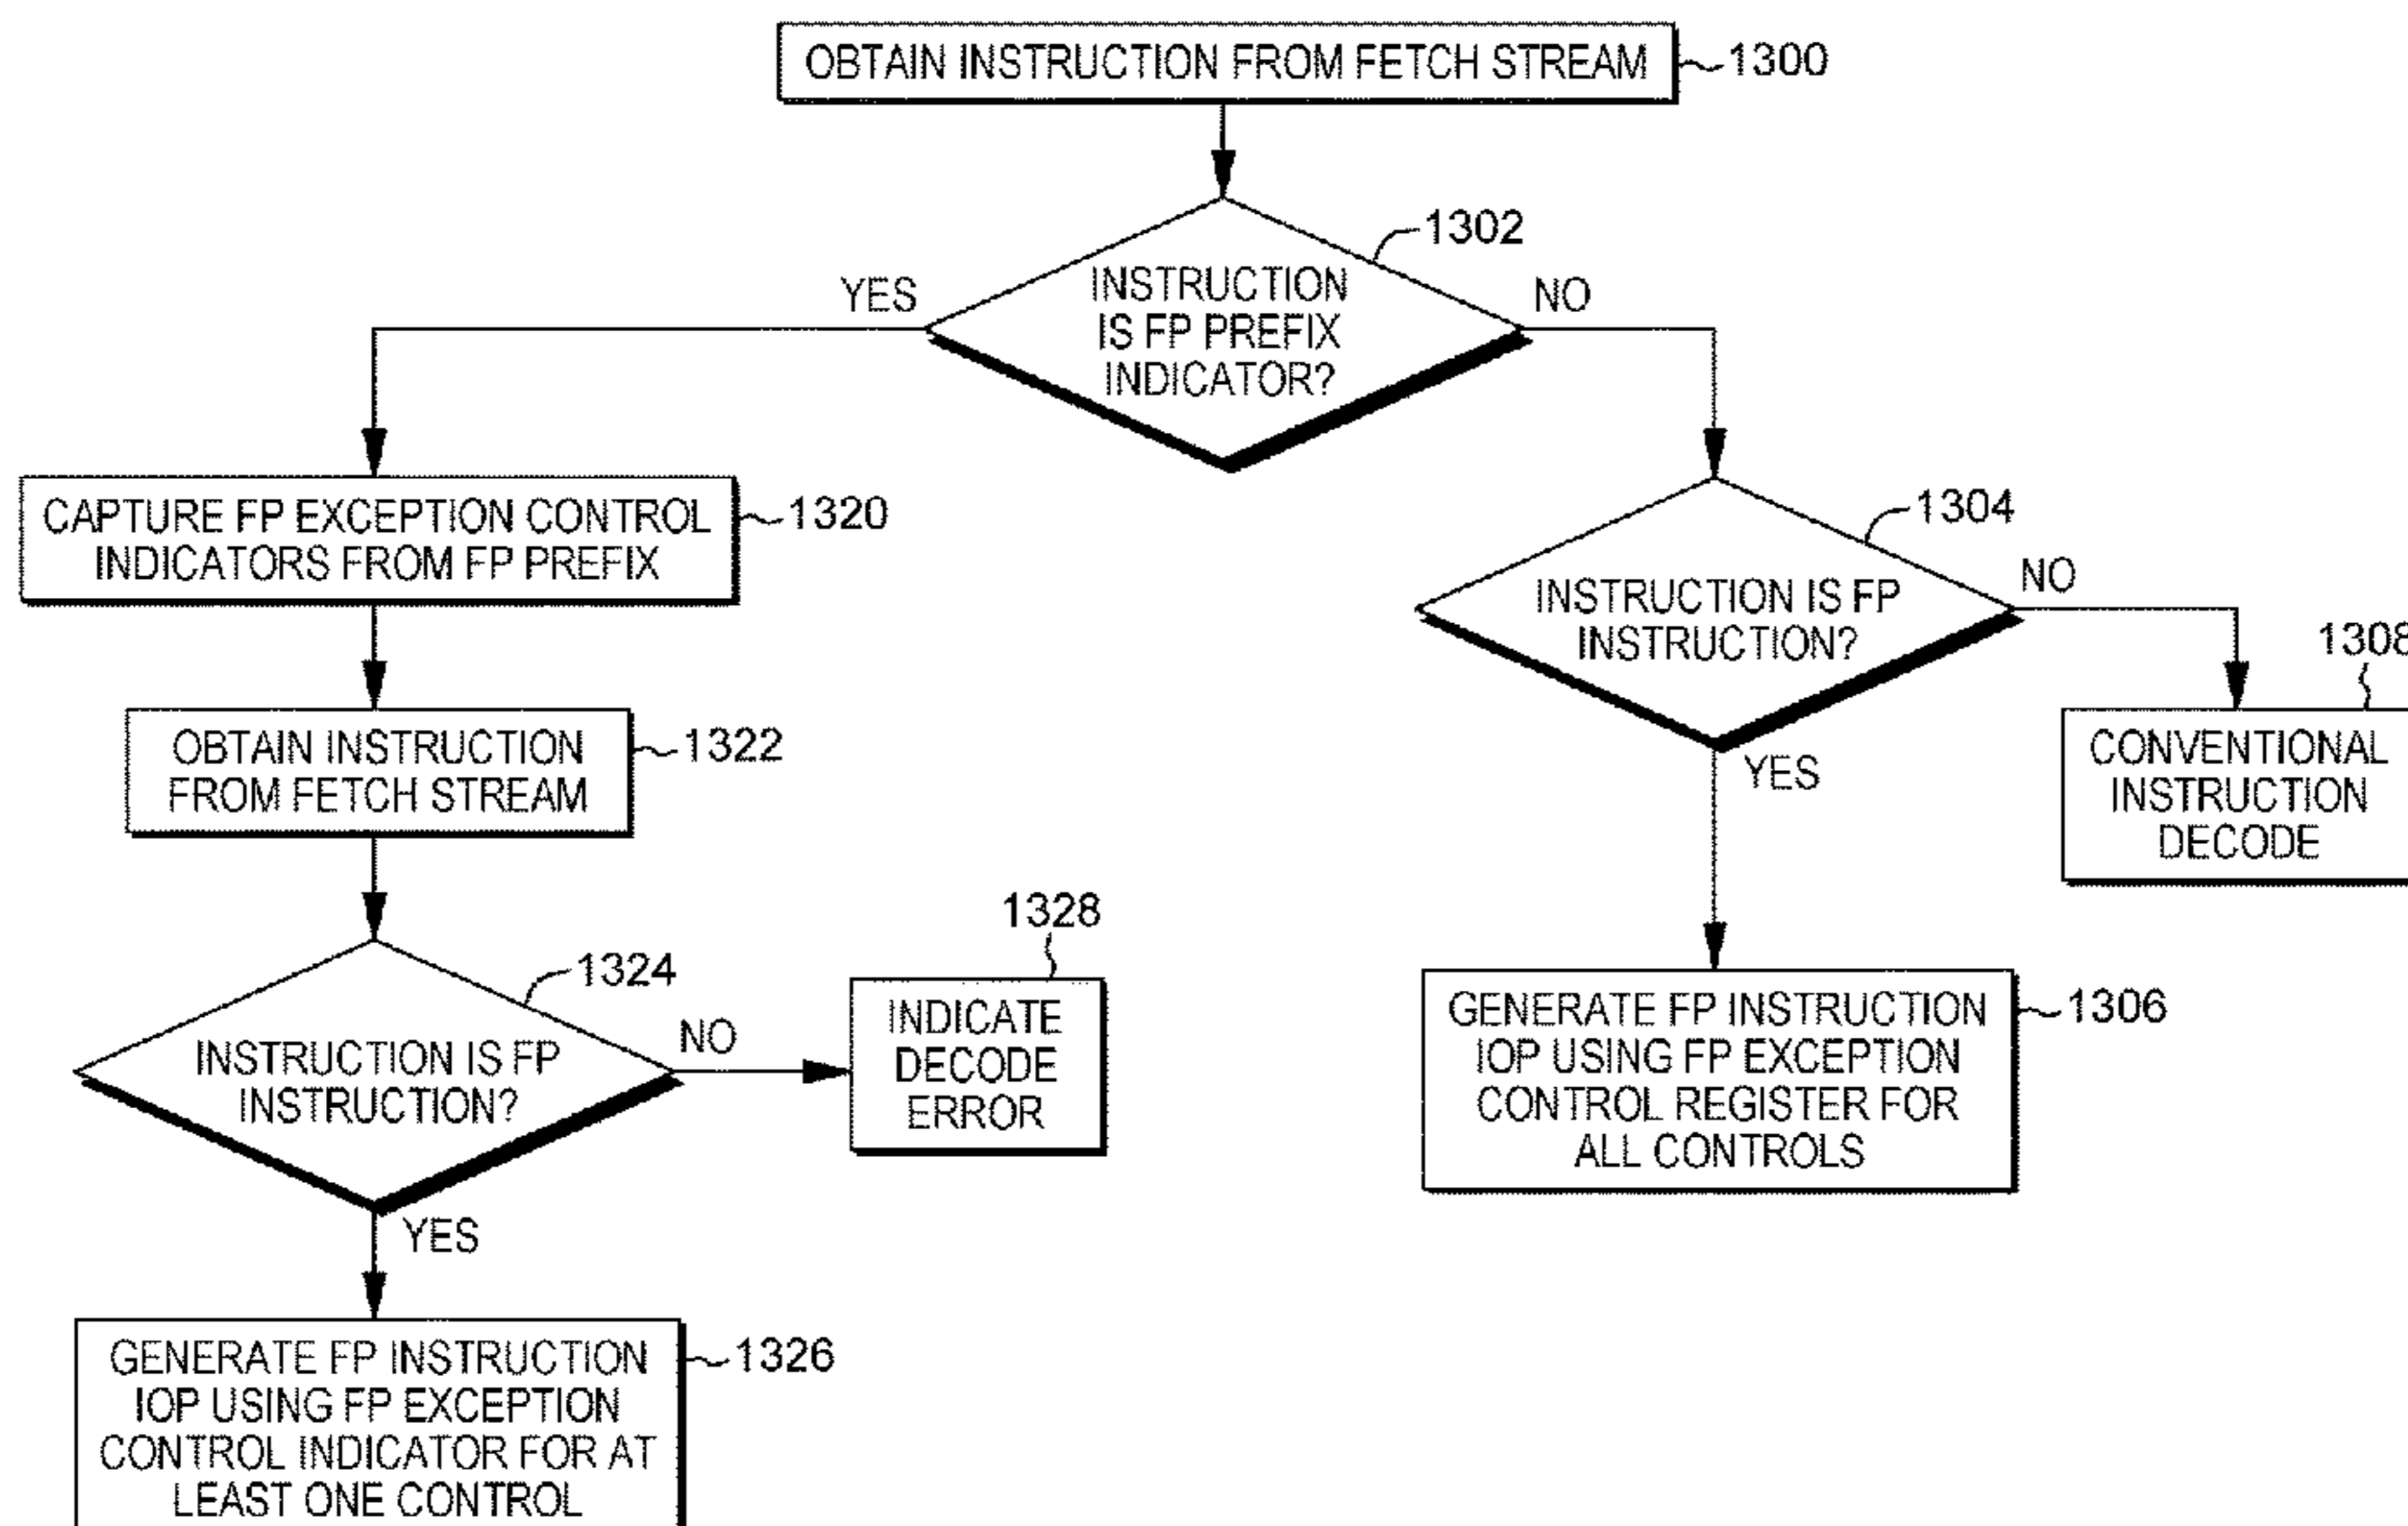 OBTAIN INSTRUCTION FROM FETCH STREAM
1300
1302
INSTRUCTION
IS FP PREFIX
INDICATOR?
YES
NO
CAPTURE FP EXCEPTION CONTROL
INDICATORS FROM FP PREFIX
1320
1304
INSTRUCTION IS FP
INSTRUCTION?
NO
YES
1308
CONVENTIONAL
INSTRUCTION
DECODE
OBTAIN INSTRUCTION
FROM FETCH STREAM
1322
1324
INSTRUCTION IS FP
INSTRUCTION?
NO
YES
1328
INDICATE
DECODE
ERROR
GENERATE FP INSTRUCTION
IOP USING FP EXCEPTION
CONTROL REGISTER FOR
ALL CONTROLS
1306
GENERATE FP INSTRUCTION
IOP USING FP EXCEPTION
CONTROL INDICATOR FOR AT
LEAST ONE CONTROL
1326